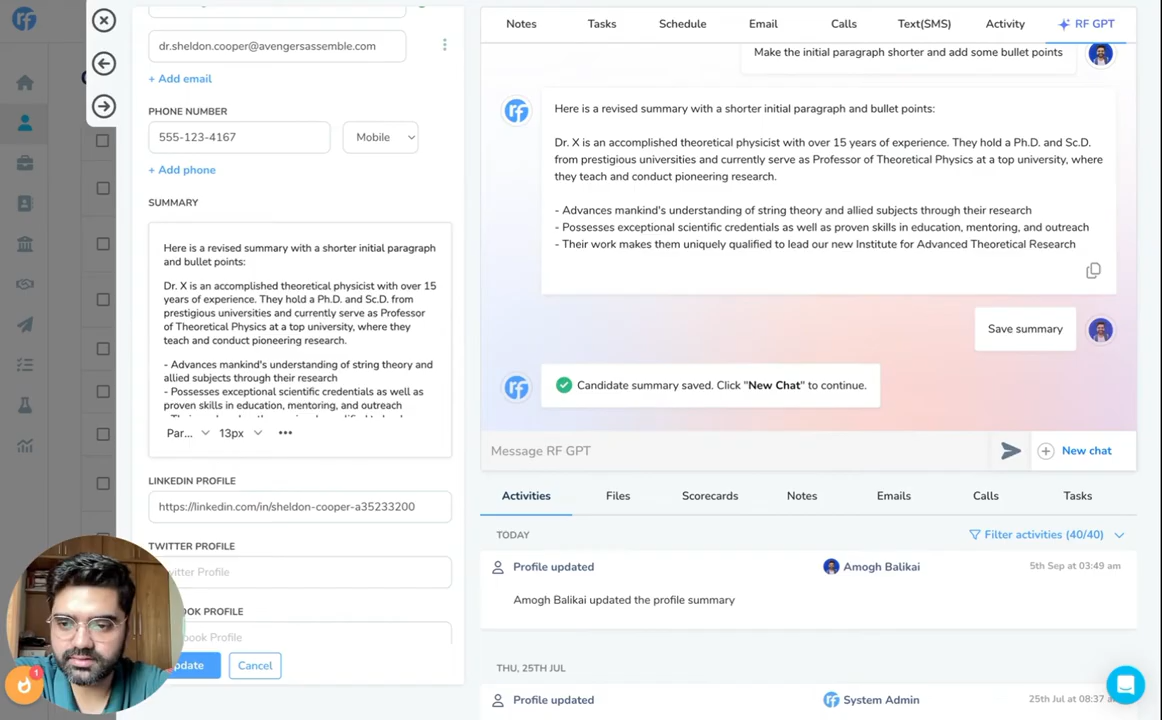 dr.sheldon.cooper@avengersassemble.com
+ Add email
PHONE NUMBER
555-123-4167
Mobile
+ Add phone
SUMMARY
Here is a revised summary with a shorter initial paragraph
and bullet points:
Dr. X is an accomplished theoretical physicist with over 15
years of experience. They hold a Ph.D. and Sc.D. from
prestigious universities and currently serve as Professor
of Theoretical Physics at a top university, where they
teach and conduct pioneering research.
- Advances mankind's understanding of string theory and
allied subjects through their research
- Possesses exceptional scientific credentials as well as
proven skills in education, mentoring, and outreach
Par...
13px
LINKEDIN PROFILE
https://linkedin.com/in/sheldon-cooper-a35233200
TWITTER PROFILE
witter Profile
OOK PROFILE
book Profile
pdate
Cancel
1
Notes
Tasks
Schedule
Email
Calls
Text(SMS)
Activity
RF GPT
Make the initial paragraph shorter and add some bullet points
Here is a revised summary with a shorter initial paragraph and bullet points:
Dr. X is an accomplished theoretical physicist with over 15 years of experience. They hold a Ph.D. and Sc.D.
from prestigious universities and currently serve as Professor of Theoretical Physics at a top university, where
they teach and conduct pioneering research.
- Advances mankind's understanding of string theory and allied subjects through their research
- Possesses exceptional scientific credentials as well as proven skills in education, mentoring, and outreach
- Their work makes them uniquely qualified to lead our new Institute for Advanced Theoretical Research
Save summary
Candidate summary saved. Click "New Chat" to continue.
Message RF GPT
New chat
Activities
Files
Scorecards
Notes
Emails
Calls
Tasks
TODAY
Filter activities (40/40)
Profile updated
Amogh Balikai
5th Sep at 03:49 am
Amogh Balikai updated the profile summary
THU, 25TH JUL
Profile updated
System Admin
25th Jul at 08:37